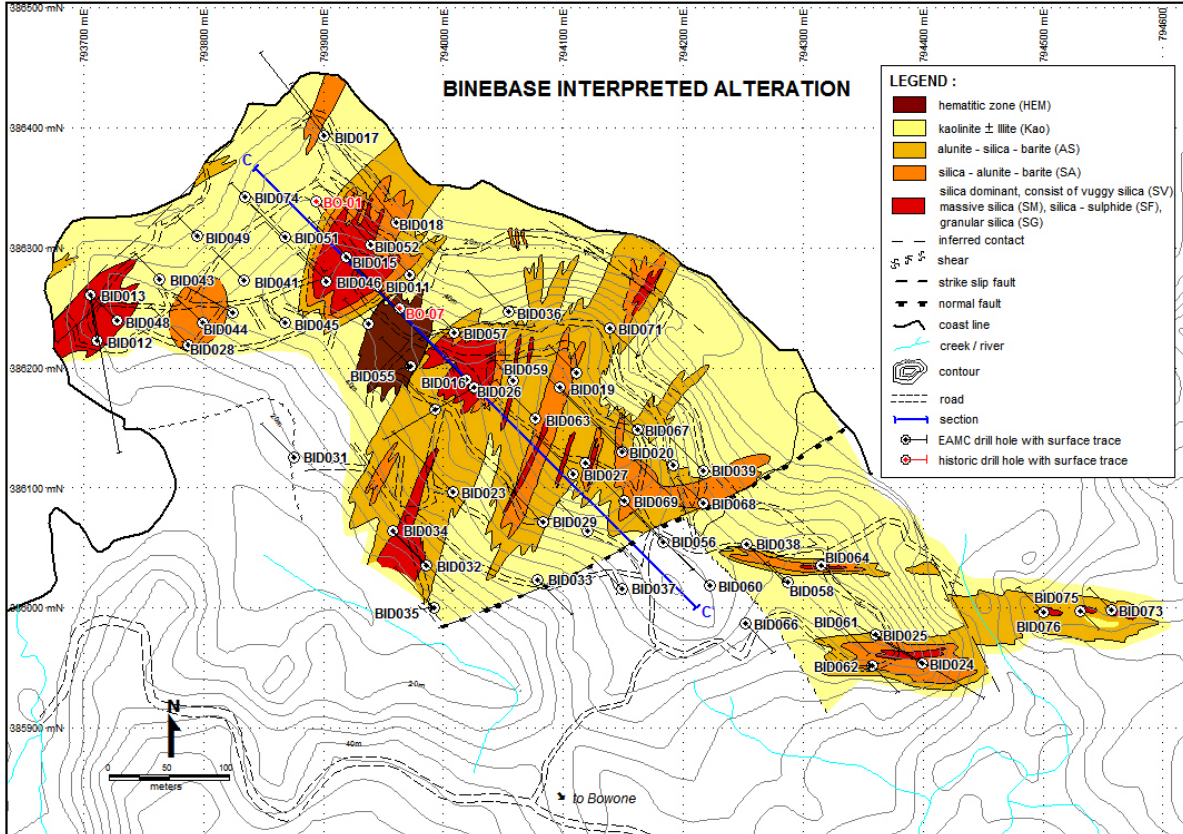 793700 mE
793800 mE
793900 mE
794000 mE
794100 mE
794200 mE
794300 mE
794400 mE
794500 mE
794600
386500 mN
386400 mN
386300 mN
386200 mN
386100 mN
386000 mN
385900 mN
BINEBASE INTERPRETED ALTERATION
LEGEND :
hematitic zone (HEM)
kaolinite ± Illite (Kao)
alunite - silica - barite (AS)
silica - alunite - barite (SA)
silica dominant, consist of vuggy silica (SV)
massive silica (SM), silica - sulphide (SF),
granular silica (SG)
inferred contact
shear
strike slip fault
normal fault
coast line
creek / river
contour
road
section
EAMC drill hole with surface trace
historic drill hole with surface trace
BID017
C
BID074
BO-01
BID018
BID049
BID051
BID052
BID015
BID043
BID041
BID046
BID011
BID013
BO-07
BID036
BID048
BID044
BID045
BID057
BID071
BID012
BID028
BID055
BID016
BID059
BID026
BID019
BID063
BID067
BID031
BID020
BID027
BID039
BID023
BID069
BID068
BID034
BID029
BID056
BID038
BID064
BID032
BID033
BID037
BID060
BID058
BID035
C
BID066
BID061
BID025
BID075
BID073
BID076
BID062
BID024
20m
40m
N
0 50 100
meters
to Bowone